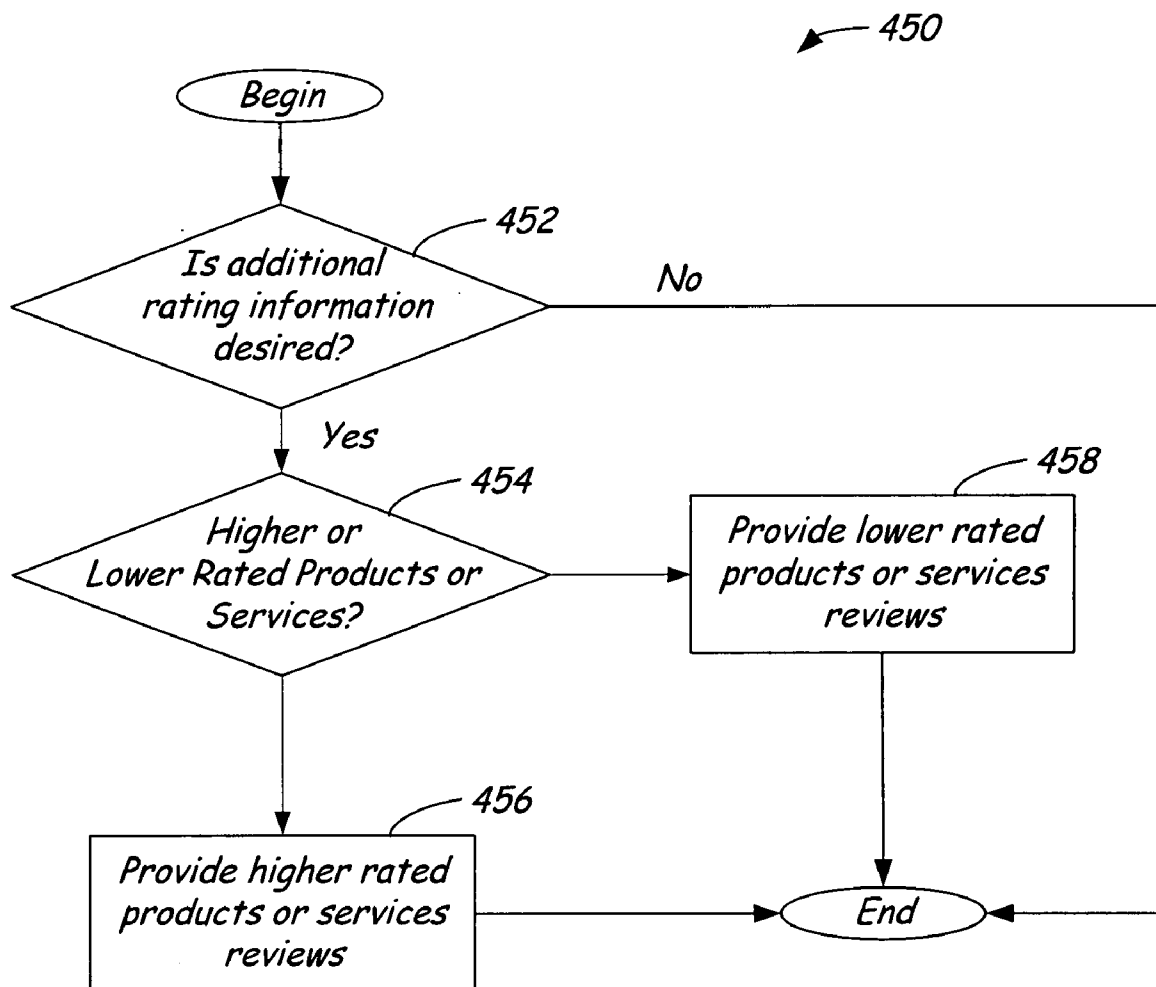 450
Begin
452
Is additional
rating information
desired?
No
Yes
454
Higher or
Lower Rated Products or
Services?
458
Provide lower rated
products or services
reviews
456
Provide higher rated
products or services
reviews
End